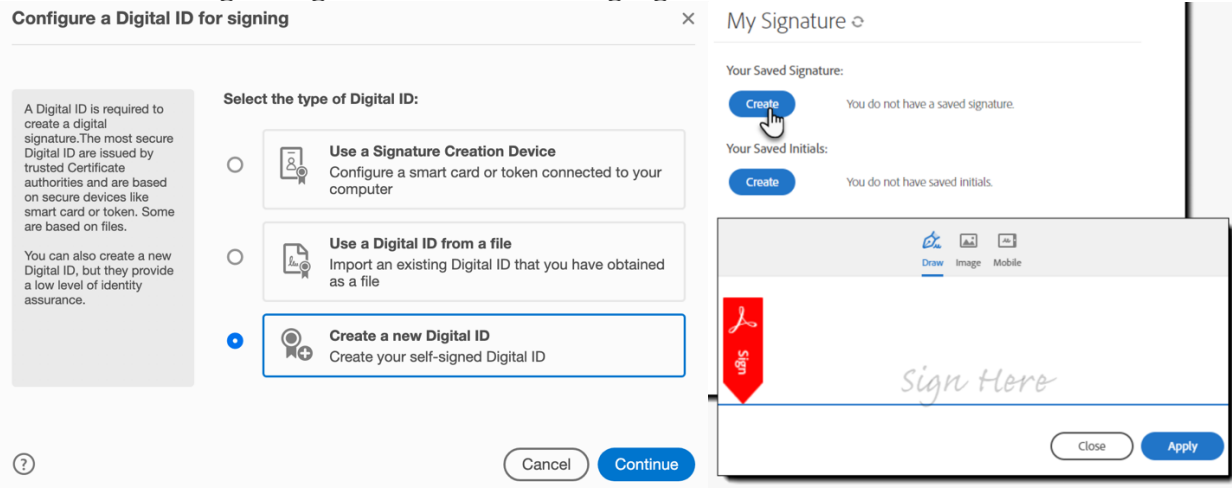 Configure a Digital ID for signing
A Digital ID is required to
create a digital
signature.The most secure
Digital ID are issued by
trusted Certificate
authorities and are based
on secure devices like
smart card or token. Some
are based on files.
You can also create a new
Digital ID, but they provide
a low level of identity
assurance.
Select the type of Digital ID:
Use a Signature Creation Device
Configure a smart card or token connected to your
computer
Use a Digital ID from a file
Import an existing Digital ID that you have obtained
as a file
Create a new Digital ID
Create your self-signed Digital ID
?
Cancel
Continue
My Signature
Your Saved Signature:
Create
You do not have a saved signature.
Your Saved Initials:
Create
You do not have saved initials.
Draw
Image
Mobile
Sign
Sign Here
Close
Apply